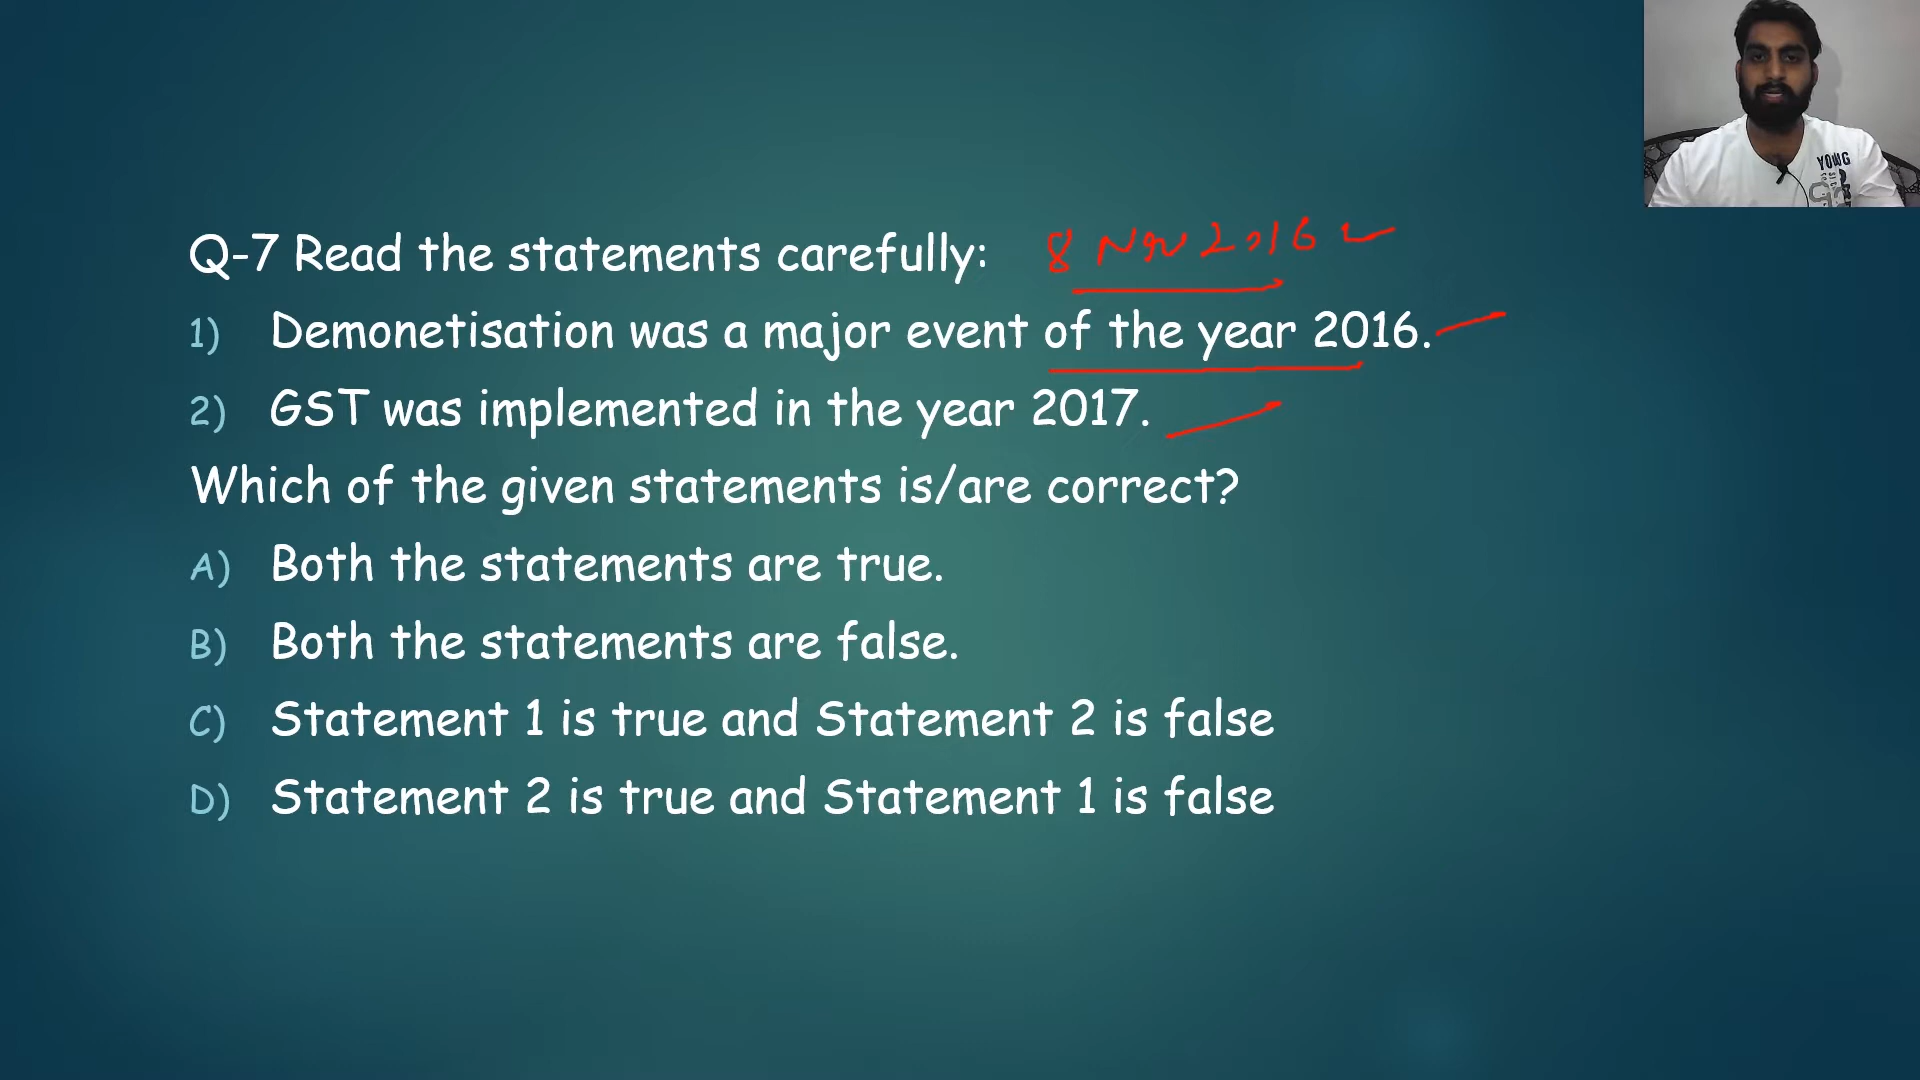 Q-7 Read the statements carefully: 8 Nov 2016
1) Demonetisation was a major event of the year 2016.
2) GST was implemented in the year 2017.
Which of the given statements is/are correct?
A) Both the statements are true.
B) Both the statements are false.
C) Statement 1 is true and Statement 2 is false
D) Statement 2 is true and Statement 1 is false
YOUNG